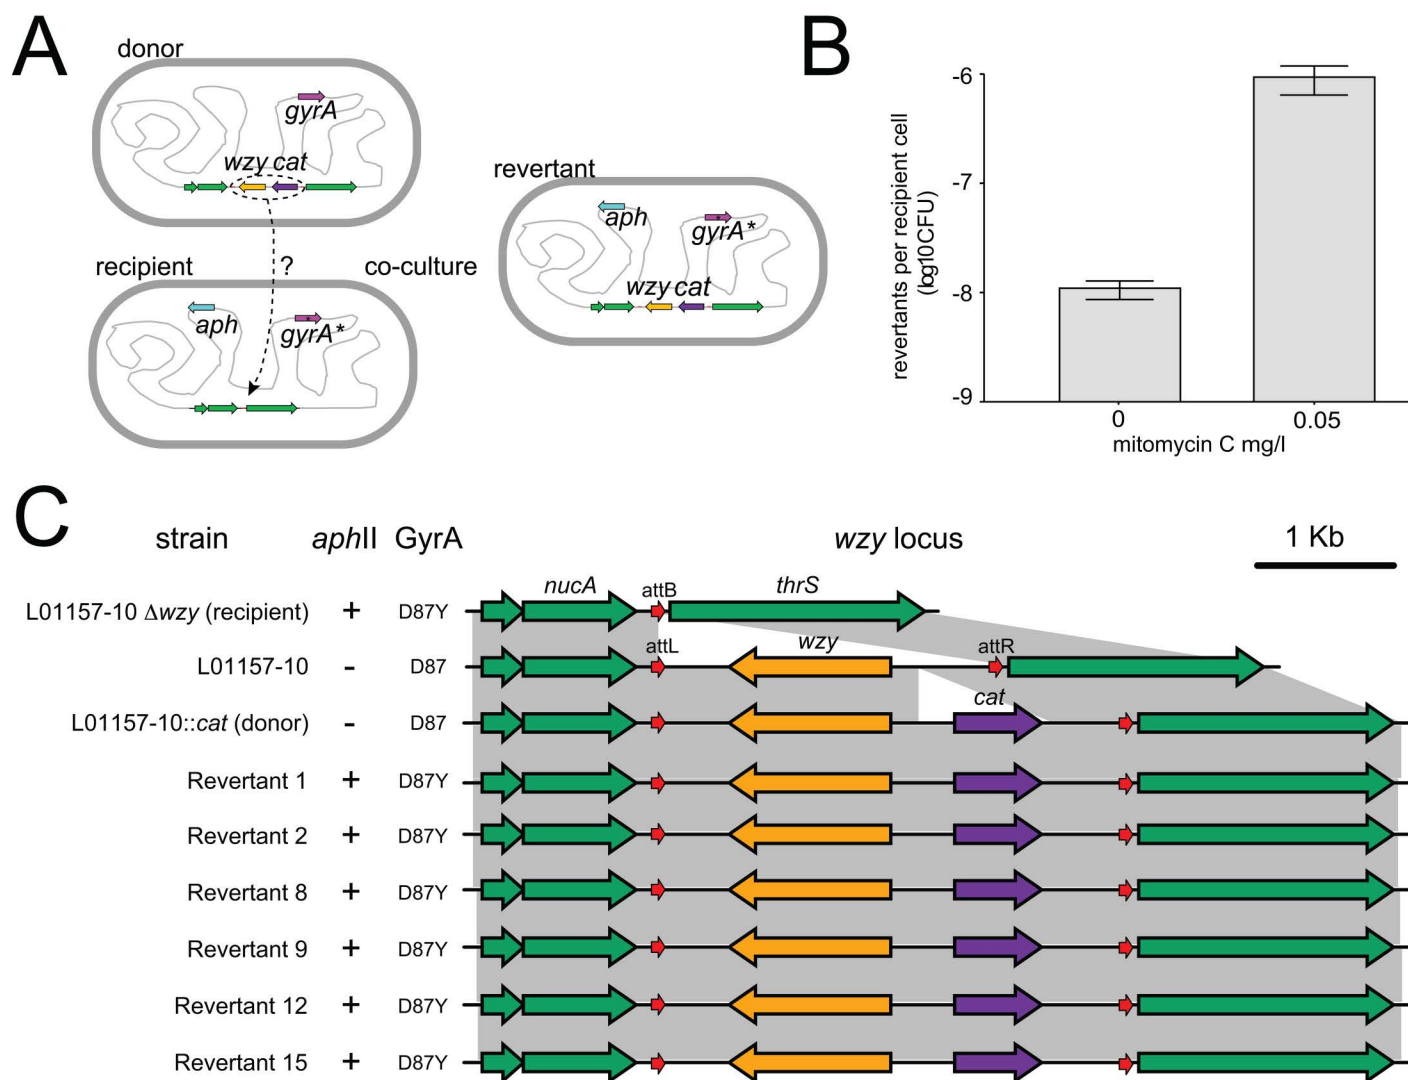 A
donor
gyrA
wzy cat
recipient
?
co-culture
aph
gyrA*
revertant
aph
gyrA*
wzy cat
B
revertants per recipient cell
(log10CFU)
-6
-7
-8
-9
0
0.05
mitomycin C mg/l
C
strain aphII GyrA wzy locus 1 Kb
nucA attB thrS
L01157-10 Δwzy (recipient) + D87Y
attL wzy attR
L01157-10 - D87
cat
L01157-10::cat (donor) - D87
Revertant 1 + D87Y
Revertant 2 + D87Y
Revertant 8 + D87Y
Revertant 9 + D87Y
Revertant 12 + D87Y
Revertant 15 + D87Y